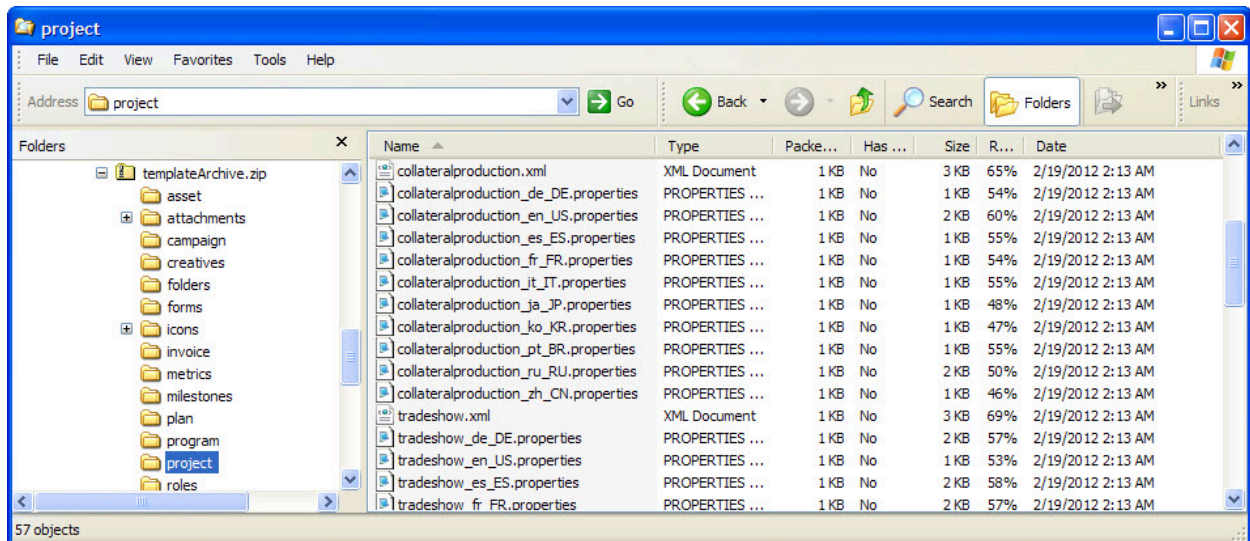 project
File Edit View Favorites Tools Help
Address project Go Back Search Folders » Links »
Folders x
templateArchive.zip
asset
attachments
campaign
creatives
folders
forms
icons
invoice
metrics
milestones
plan
program
project
roles
Name Type Packe... Has ... Size R... Date
collateralproduction.xml XML Document 1 KB No 3 KB 65% 2/19/2012 2:13 AM
collateralproduction_de_DE.properties PROPERTIES ... 1 KB No 1 KB 54% 2/19/2012 2:13 AM
collateralproduction_en_US.properties PROPERTIES ... 1 KB No 2 KB 60% 2/19/2012 2:13 AM
collateralproduction_es_ES.properties PROPERTIES ... 1 KB No 1 KB 55% 2/19/2012 2:13 AM
collateralproduction_fr_FR.properties PROPERTIES ... 1 KB No 1 KB 54% 2/19/2012 2:13 AM
collateralproduction_it_IT.properties PROPERTIES ... 1 KB No 1 KB 55% 2/19/2012 2:13 AM
collateralproduction_ja_JP.properties PROPERTIES ... 1 KB No 1 KB 48% 2/19/2012 2:13 AM
collateralproduction_ko_KR.properties PROPERTIES ... 1 KB No 1 KB 47% 2/19/2012 2:13 AM
collateralproduction_pt_BR.properties PROPERTIES ... 1 KB No 1 KB 55% 2/19/2012 2:13 AM
collateralproduction_ru_RU.properties PROPERTIES ... 1 KB No 2 KB 50% 2/19/2012 2:13 AM
collateralproduction_zh_CN.properties PROPERTIES ... 1 KB No 1 KB 46% 2/19/2012 2:13 AM
tradeshow.xml XML Document 1 KB No 3 KB 69% 2/19/2012 2:13 AM
tradeshow_de_DE.properties PROPERTIES ... 1 KB No 2 KB 57% 2/19/2012 2:13 AM
tradeshow_en_US.properties PROPERTIES ... 1 KB No 1 KB 53% 2/19/2012 2:13 AM
tradeshow_es_ES.properties PROPERTIES ... 1 KB No 2 KB 58% 2/19/2012 2:13 AM
tradeshow_fr_FR.properties PROPERTIES ... 1 KB No 2 KB 57% 2/19/2012 2:13 AM
57 objects